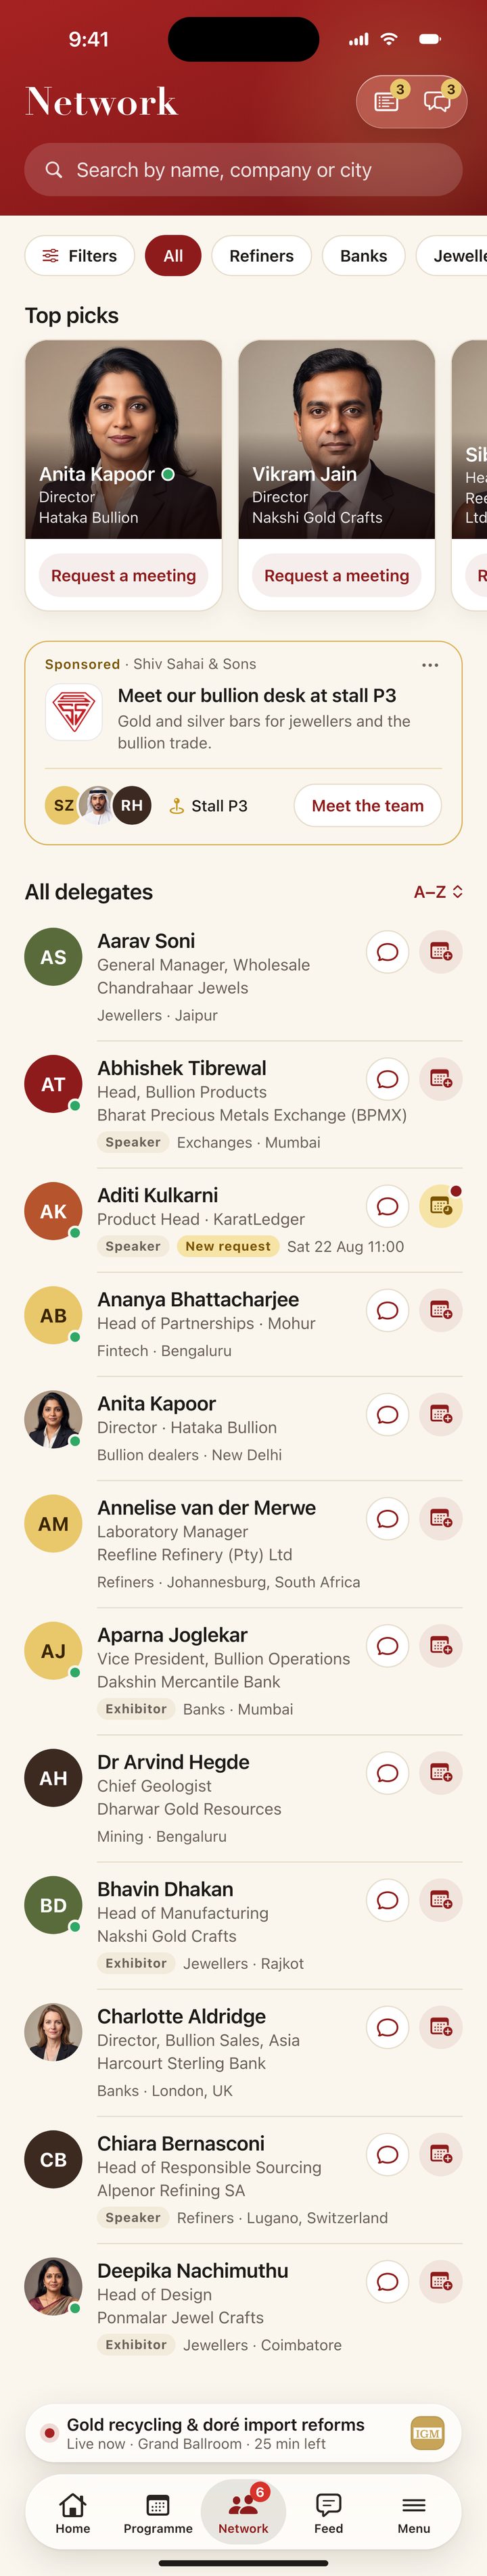 9:41
Network
3
3
Search by name, company or city
Filters
All
Refiners
Banks
Jewelle
Top picks
Anita Kapoor
Director
Hataka Bullion
Request a meeting
Vikram Jain
Director
Nakshi Gold Crafts
Request a meeting
Sib
Hea
Ree
Ltd
R
Sponsored · Shiv Sahai & Sons
SS
Meet our bullion desk at stall P3
Gold and silver bars for jewellers and the
bullion trade.
SZ
RH
Stall P3
Meet the team
All delegates
A–Z
AS
Aarav Soni
General Manager, Wholesale
Chandrahaar Jewels
Jewellers · Jaipur
AT
Abhishek Tibrewal
Head, Bullion Products
Bharat Precious Metals Exchange (BPMX)
Speaker Exchanges · Mumbai
AK
Aditi Kulkarni
Product Head · KaratLedger
Speaker New request Sat 22 Aug 11:00
AB
Ananya Bhattacharjee
Head of Partnerships · Mohur
Fintech · Bengaluru
Anita Kapoor
Director · Hataka Bullion
Bullion dealers · New Delhi
AM
Annelise van der Merwe
Laboratory Manager
Reefline Refinery (Pty) Ltd
Refiners · Johannesburg, South Africa
AJ
Aparna Joglekar
Vice President, Bullion Operations
Dakshin Mercantile Bank
Exhibitor Banks · Mumbai
AH
Dr Arvind Hegde
Chief Geologist
Dharwar Gold Resources
Mining · Bengaluru
BD
Bhavin Dhakan
Head of Manufacturing
Nakshi Gold Crafts
Exhibitor Jewellers · Rajkot
Charlotte Aldridge
Director, Bullion Sales, Asia
Harcourt Sterling Bank
Banks · London, UK
CB
Chiara Bernasconi
Head of Responsible Sourcing
Alpenor Refining SA
Speaker Refiners · Lugano, Switzerland
Deepika Nachimuthu
Head of Design
Ponmalar Jewel Crafts
Exhibitor Jewellers · Coimbatore
Gold recycling & doré import reforms
Live now · Grand Ballroom · 25 min left
IGM
6
Home
Programme
Network
Feed
Menu